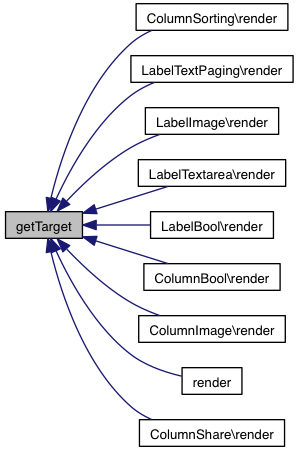 ColumnSorting\render
LabelTextPaging\render
LabelImage\render
LabelTextarea\render
getTarget
LabelBool\render
ColumnBool\render
ColumnImage\render
render
ColumnShare\render